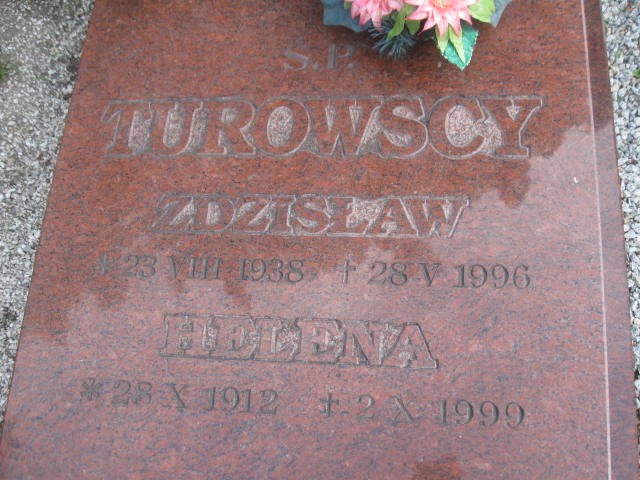 Ś.P.
TUROWSCY
ZDZISŁAW
* 23 VIII 1938 † 28 V 1996
HELENA
* 28 X 1912 † 2 X 1999